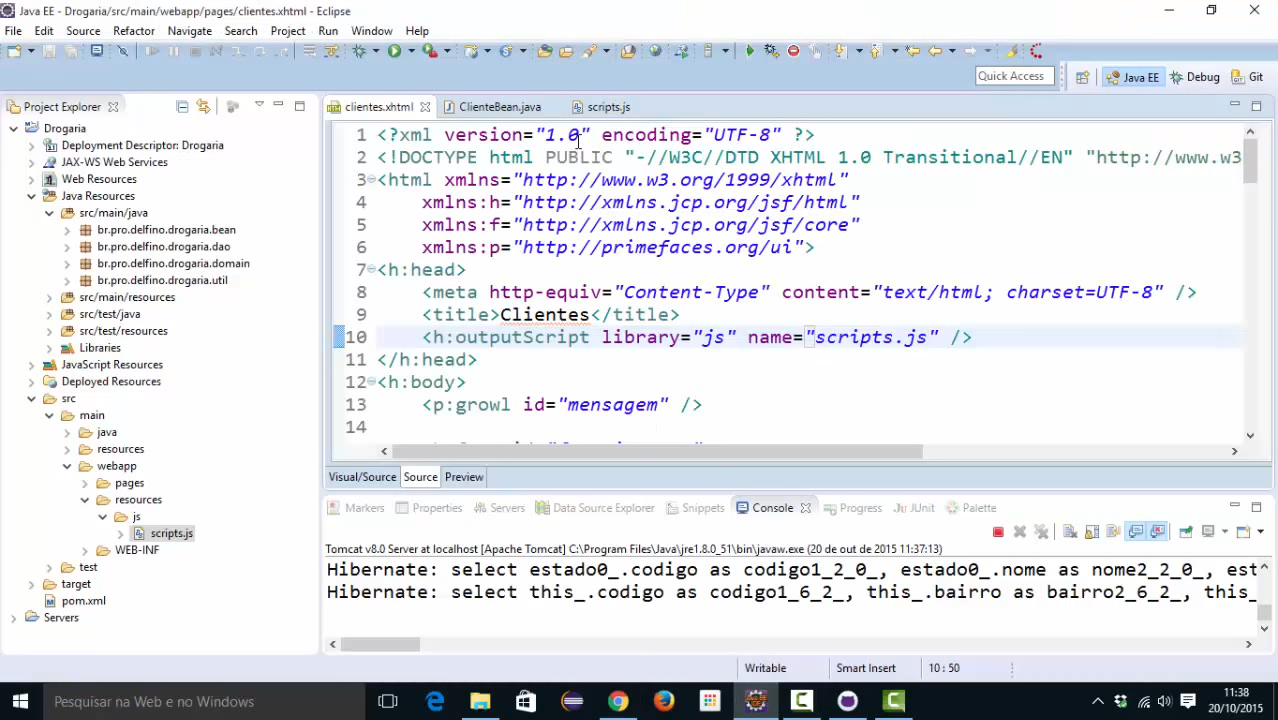 Java EE - Drogaria/src/main/webapp/pages/clientes.xhtml - Eclipse
File Edit Source Refactor Navigate Search Project Run Window Help
Quick Access
Java EE
Debug
Git
Project Explorer
Drogaria
Deployment Descriptor: Drogaria
JAX-WS Web Services
Web Resources
Java Resources
src/main/java
br.pro.delfino.drogaria.bean
br.pro.delfino.drogaria.dao
br.pro.delfino.drogaria.domain
br.pro.delfino.drogaria.util
src/main/resources
src/test/java
src/test/resources
Libraries
JavaScript Resources
Deployed Resources
src
main
java
resources
webapp
pages
resources
js
scripts.js
WEB-INF
test
target
pom.xml
Servers
clientes.xhtml
ClienteBean.java
scripts.js
1 <?xml version="1.0" encoding="UTF-8" ?>
2 <!DOCTYPE html PUBLIC "-//W3C//DTD XHTML 1.0 Transitional//EN" "http://www.w3
3 <html xmlns="http://www.w3.org/1999/xhtml"
4 xmlns:h="http://xmlns.jcp.org/jsf/html"
5 xmlns:f="http://xmlns.jcp.org/jsf/core"
6 xmlns:p="http://primefaces.org/ui">
7 <h:head>
8 <meta http-equiv="Content-Type" content="text/html; charset=UTF-8" />
9 <title>Clientes</title>
10 <h:outputScript library="js" name="scripts.js" />
11 </h:head>
12 <h:body>
13 <p:growl id="mensagem" />
14
Visual/Source Source Preview
Markers Properties Servers Data Source Explorer Snippets Console Progress JUnit Palette
Tomcat v8.0 Server at localhost [Apache Tomcat] C:\Program Files\Java\jre1.8.0_51\bin\javaw.exe (20 de out de 2015 11:37:13)
Hibernate: select estado0_.codigo as codigo1_2_0_, estado0_.nome as nome2_2_0_, est
Hibernate: select this_.codigo as codigo1_6_2_, this_.bairro as bairro2_6_2_, this_
Writable
Smart Insert
10 : 50
Pesquisar na Web e no Windows
11:38
20/10/2015